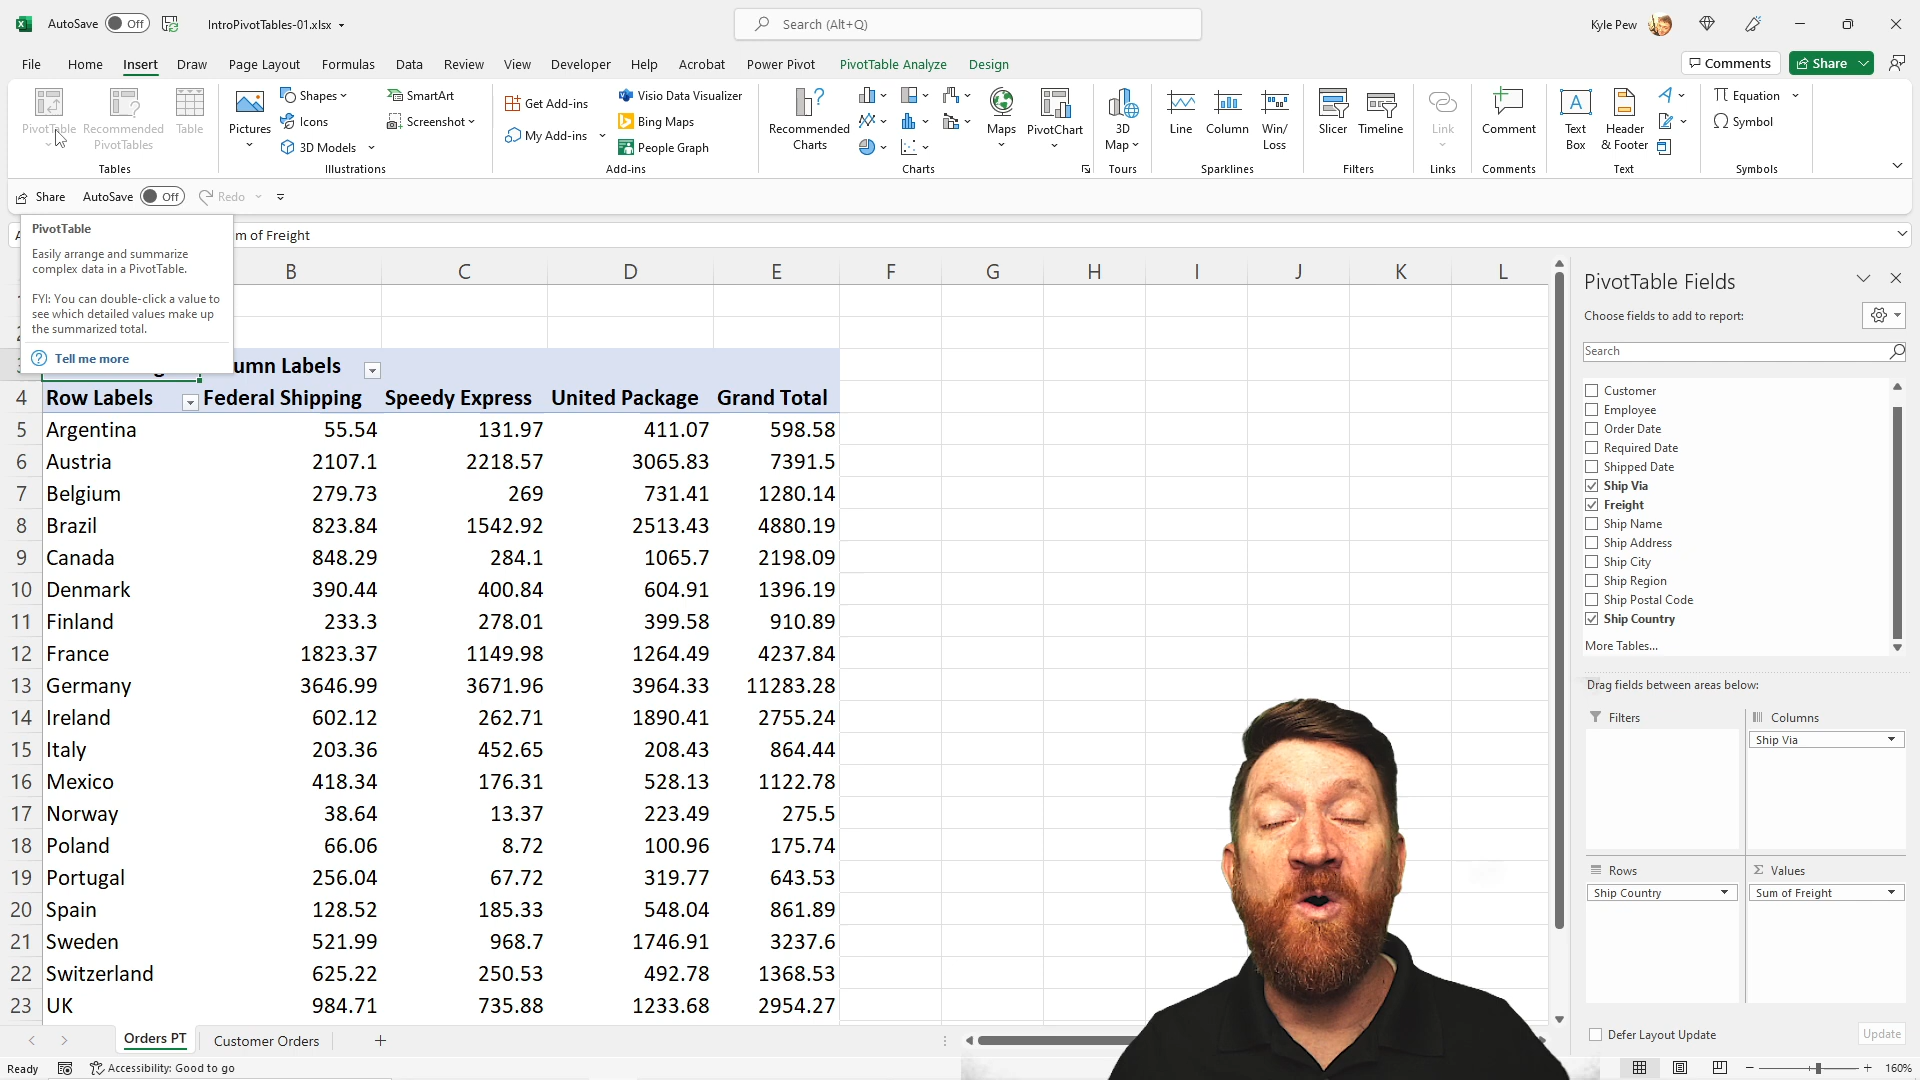 AutoSave Off IntroPivotTables-01.xlsx Search (Alt+Q) Kyle Pew
File Home Insert Draw Page Layout Formulas Data Review View Developer Help Acrobat Power Pivot PivotTable Analyze Design Comments Share
PivotTable
Recommended
PivotTables
Table
Tables
Pictures
Shapes
Icons
3D Models
SmartArt
Screenshot
Illustrations
Get Add-ins
My Add-ins
Visio Data Visualizer
Bing Maps
People Graph
Add-ins
Recommended
Charts
Maps
PivotChart
Charts
3D
Map
Tours
Line
Column
Win/
Loss
Sparklines
Slicer
Timeline
Filters
Link
Links
Comment
Comments
Text
Box
Header
& Footer
Text
Equation
Symbol
Symbols
Share AutoSave Off Redo
PivotTable
Easily arrange and summarize
complex data in a PivotTable.
FYI: You can double-click a value to
see which detailed values make up
the summarized total.
Tell me more
m of Freight
B C D E F G H I J K L
umn Labels
4 Row Labels Federal Shipping Speedy Express United Package Grand Total
5 Argentina 55.54 131.97 411.07 598.58
6 Austria 2107.1 2218.57 3065.83 7391.5
7 Belgium 279.73 269 731.41 1280.14
8 Brazil 823.84 1542.92 2513.43 4880.19
9 Canada 848.29 284.1 1065.7 2198.09
10 Denmark 390.44 400.84 604.91 1396.19
11 Finland 233.3 278.01 399.58 910.89
12 France 1823.37 1149.98 1264.49 4237.84
13 Germany 3646.99 3671.96 3964.33 11283.28
14 Ireland 602.12 262.71 1890.41 2755.24
15 Italy 203.36 452.65 208.43 864.44
16 Mexico 418.34 176.31 528.13 1122.78
17 Norway 38.64 13.37 223.49 275.5
18 Poland 66.06 8.72 100.96 175.74
19 Portugal 256.04 67.72 319.77 643.53
20 Spain 128.52 185.33 548.04 861.89
21 Sweden 521.99 968.7 1746.91 3237.6
22 Switzerland 625.22 250.53 492.78 1368.53
23 UK 984.71 735.88 1233.68 2954.27
Orders PT Customer Orders
Ready Accessibility: Good to go 160%
PivotTable Fields
Choose fields to add to report:
Search
Customer
Employee
Order Date
Required Date
Shipped Date
Ship Via
Freight
Ship Name
Ship Address
Ship City
Ship Region
Ship Postal Code
Ship Country
More Tables...
Drag fields between areas below:
Filters
Columns
Ship Via
Rows
Ship Country
Values
Sum of Freight
Defer Layout Update Update